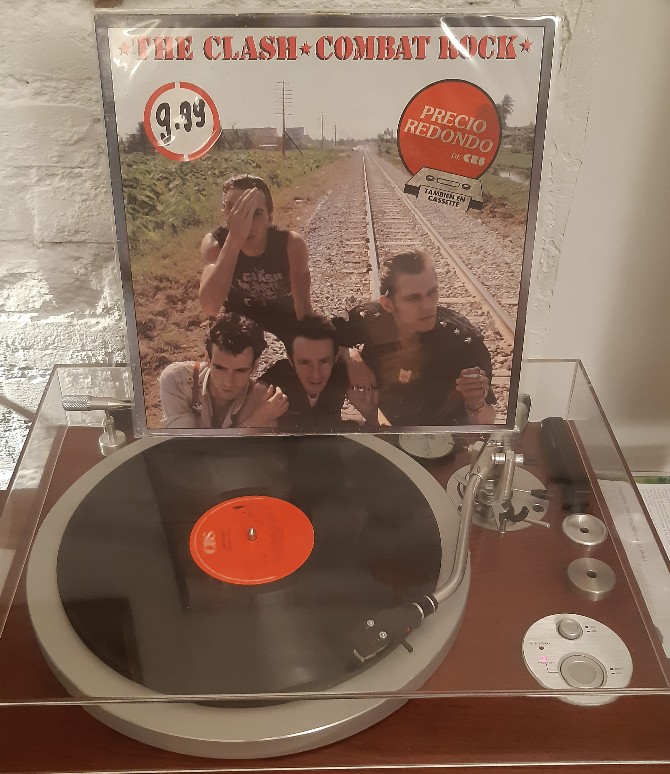 ★THE CLASH★COMBAT ROCK★
9.99
PRECIO
REDONDO
DE CBS
TAMBIEN EN
CASSETTE
CLASH